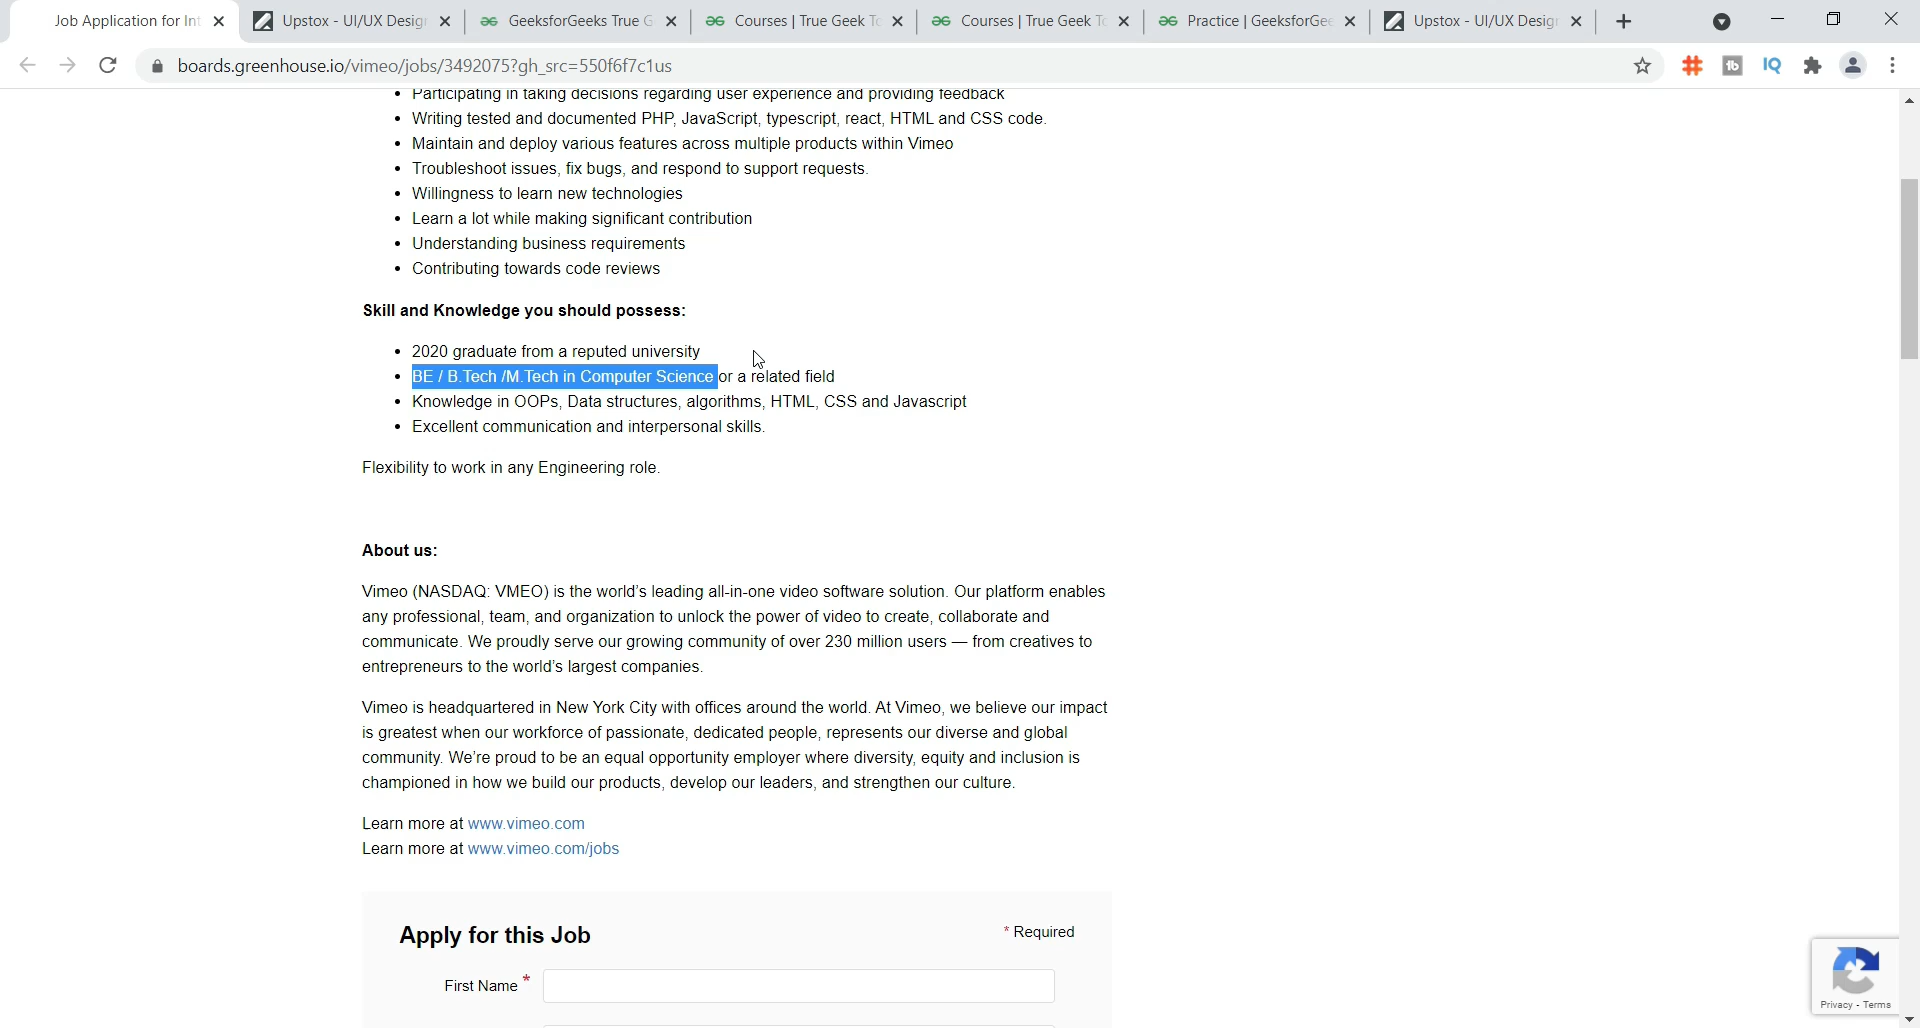 Job Application for Int
Upstox - UI/UX Design
GeeksforGeeks True G
Courses | True Geek To
Courses | True Geek To
Practice | GeeksforGee
Upstox - UI/UX Design
boards.greenhouse.io/vimeo/jobs/3492075?gh_src=550f6f7c1us
tb
IQ
• Participating in taking decisions regarding user experience and providing feedback
• Writing tested and documented PHP, JavaScript, typescript, react, HTML and CSS code.
• Maintain and deploy various features across multiple products within Vimeo
• Troubleshoot issues, fix bugs, and respond to support requests.
• Willingness to learn new technologies
• Learn a lot while making significant contribution
• Understanding business requirements
• Contributing towards code reviews
Skill and Knowledge you should possess:
• 2020 graduate from a reputed university
• BE / B.Tech /M.Tech in Computer Science or a related field
• Knowledge in OOPs, Data structures, algorithms, HTML, CSS and Javascript
• Excellent communication and interpersonal skills.
Flexibility to work in any Engineering role.
About us:
Vimeo (NASDAQ: VMEO) is the world's leading all-in-one video software solution. Our platform enables
any professional, team, and organization to unlock the power of video to create, collaborate and
communicate. We proudly serve our growing community of over 230 million users — from creatives to
entrepreneurs to the world's largest companies.
Vimeo is headquartered in New York City with offices around the world. At Vimeo, we believe our impact
is greatest when our workforce of passionate, dedicated people, represents our diverse and global
community. We're proud to be an equal opportunity employer where diversity, equity and inclusion is
championed in how we build our products, develop our leaders, and strengthen our culture.
Learn more at www.vimeo.com
Learn more at www.vimeo.com/jobs
Apply for this Job
* Required
First Name *
Privacy - Terms